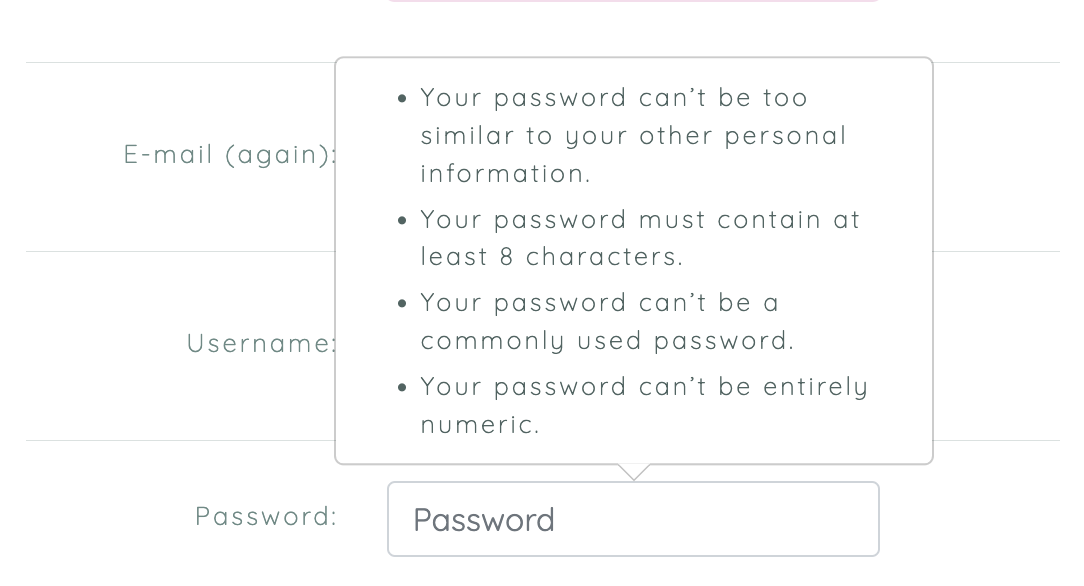 E-mail (again):
• Your password can’t be too
similar to your other personal
information.
• Your password must contain at
least 8 characters.
• Your password can’t be a
commonly used password.
• Your password can’t be entirely
numeric.
Username:
Password:
Password